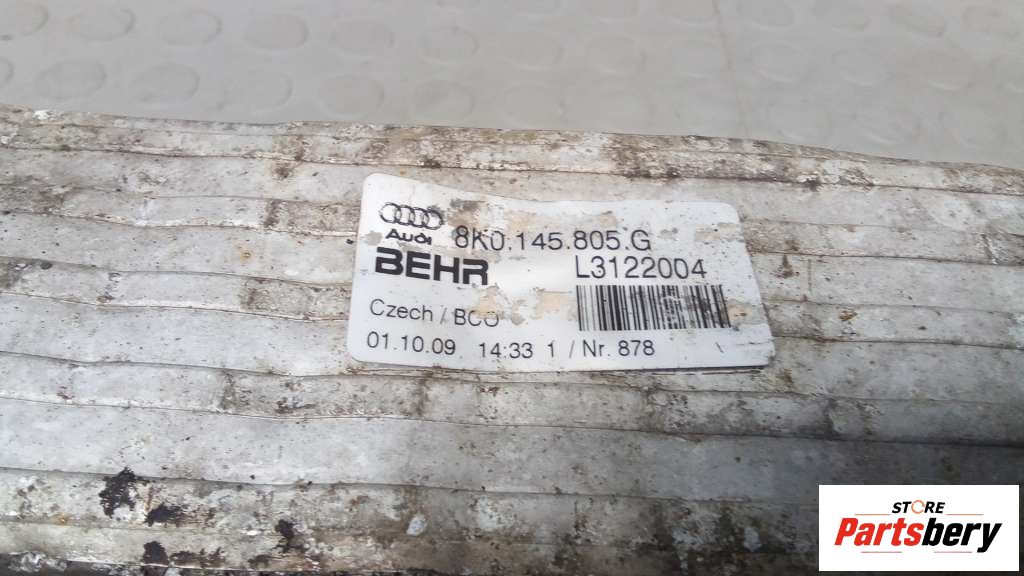 8K0.145.805.G
Audi
BEHR L3122004
Czech / BCO
01.10.09 14:33 1 / Nr. 878
STORE
Partsbery